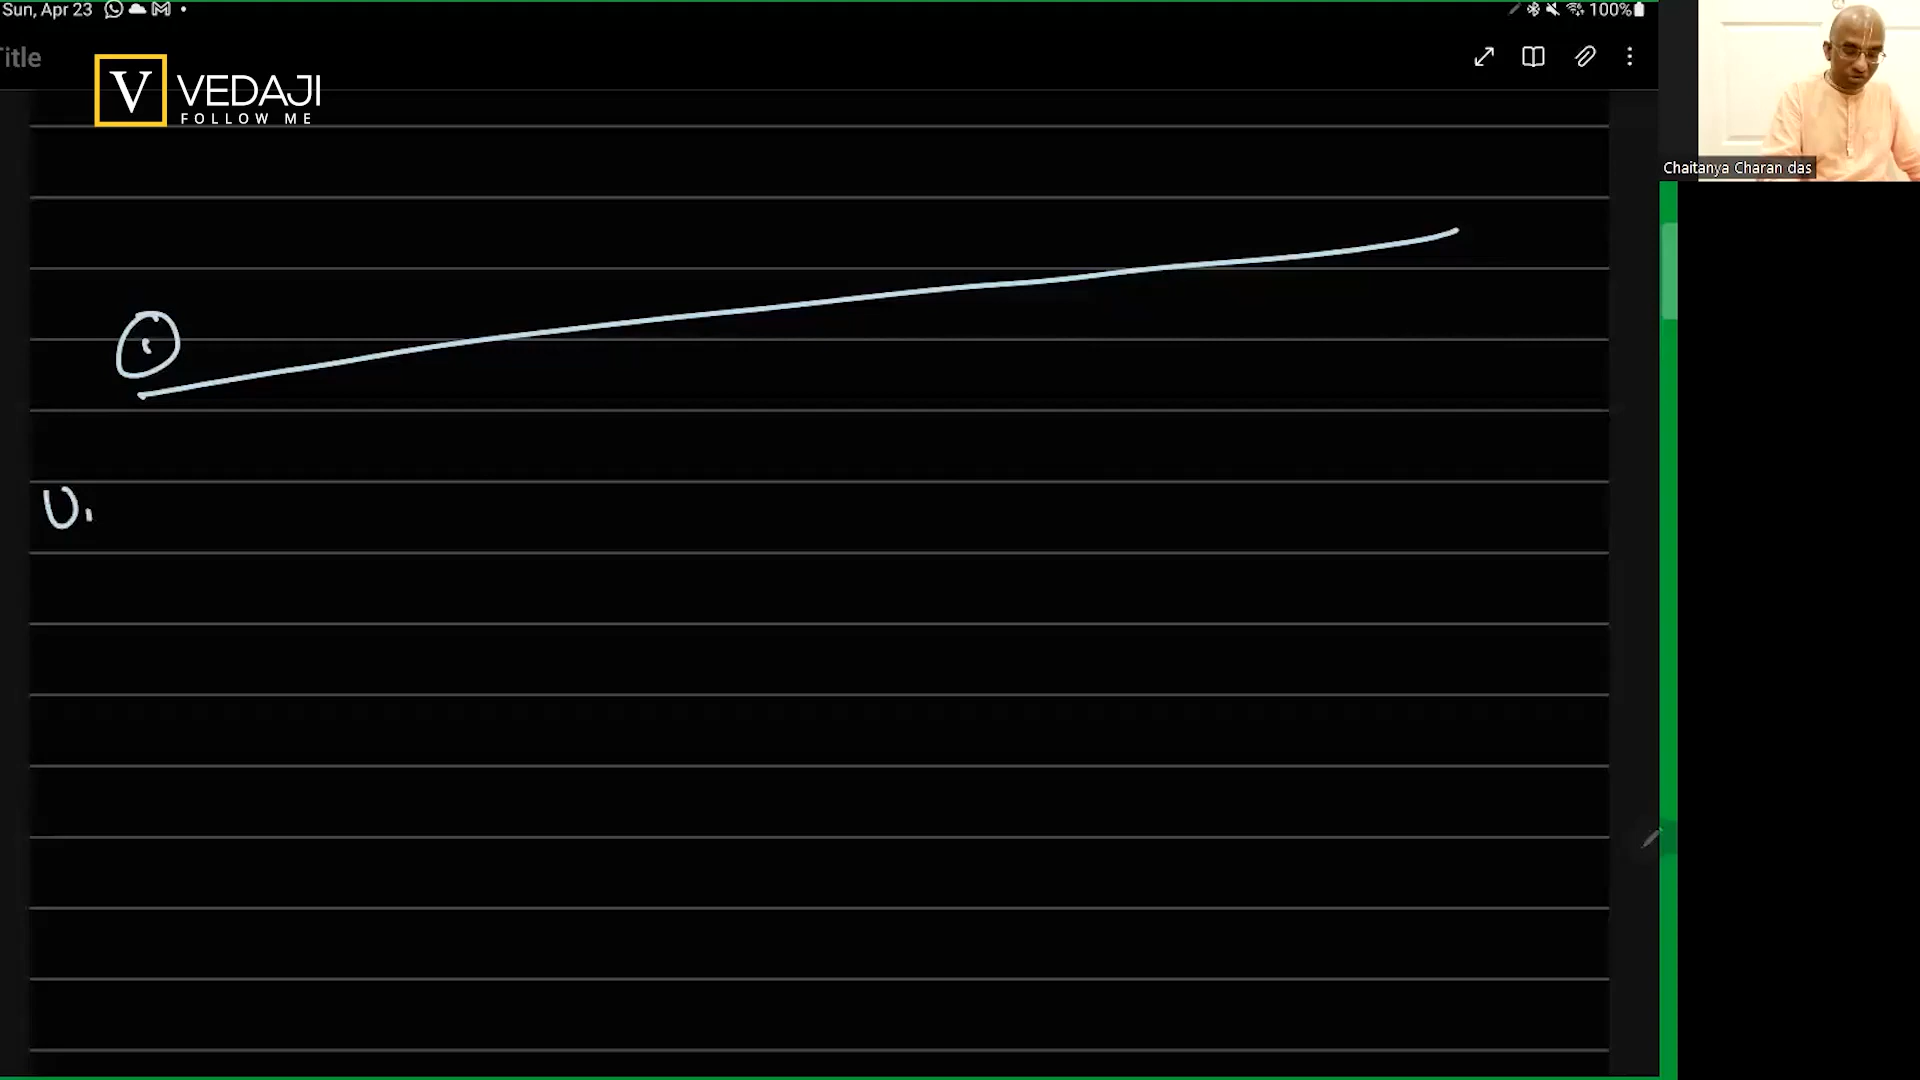 Sun, Apr 23
100%
Title
V VEDAJI
FOLLOW ME
Chaitanya Charan das